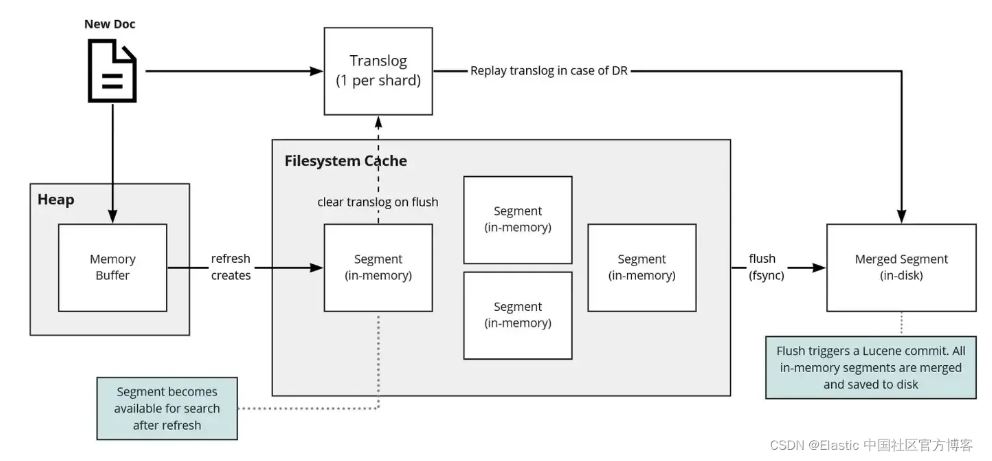 New Doc
Translog
(1 per shard)
Replay translog in case of DR
Filesystem Cache
Heap
clear translog on flush
Memory
Buffer
refresh
creates
Segment
(in-memory)
Segment
(in-memory)
Segment
(in-memory)
Segment
(in-memory)
flush
(fsync)
Merged Segment
(in-disk)
Segment becomes
available for search
after refresh
Flush triggers a Lucene commit. All
in-memory segments are merged
and saved to disk
CSDN @Elastic 中国社区官方博客